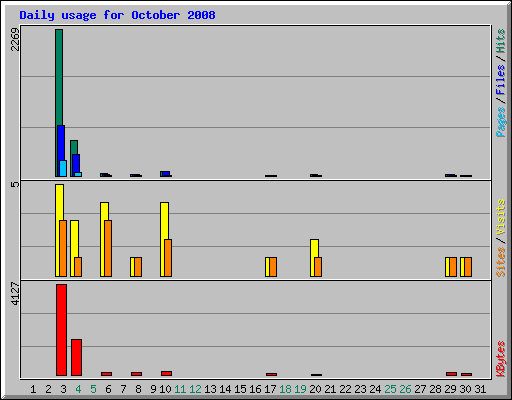 Daily usage for October 2008
2269
5
4127
Pages / Files / Hits
Sites / Visits
KBytes
1 2 3 4 5 6 7 8 9 10 11 12 13 14 15 16 17 18 19 20 21 22 23 24 25 26 27 28 29 30 31